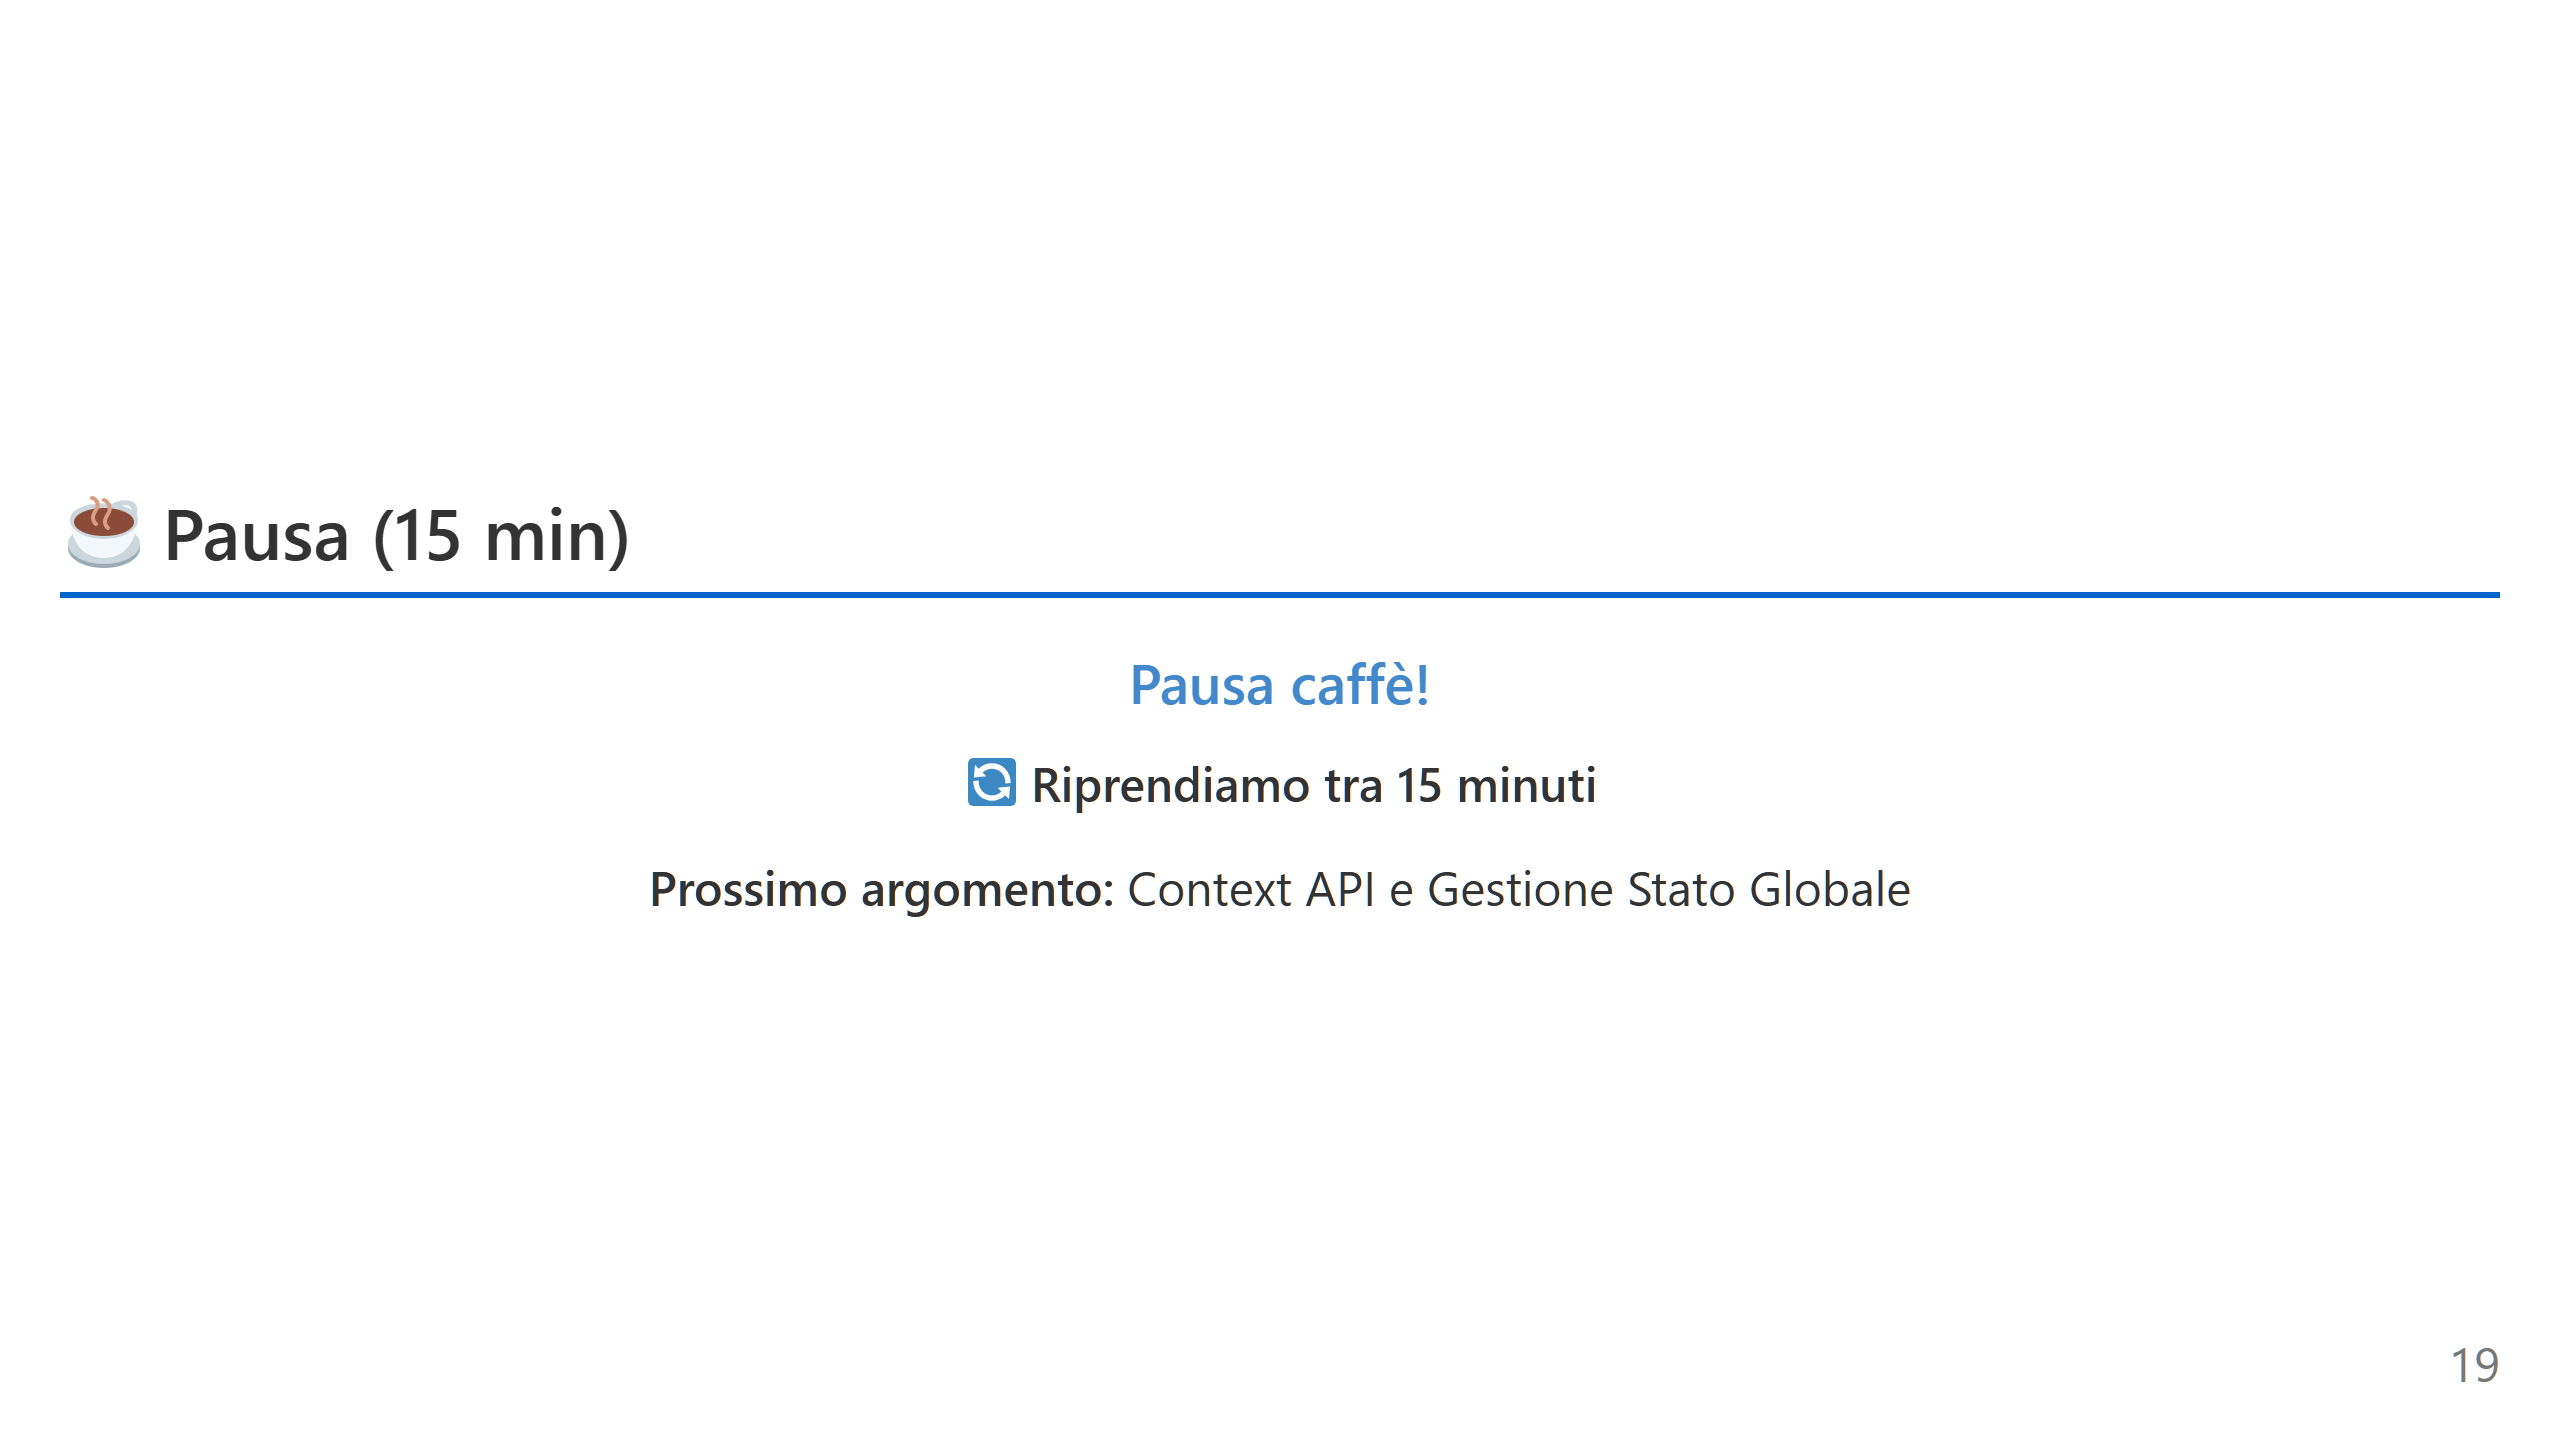 Pausa (15 min)
Pausa caffè!
Riprendiamo tra 15 minuti
Prossimo argomento: Context API e Gestione Stato Globale
19